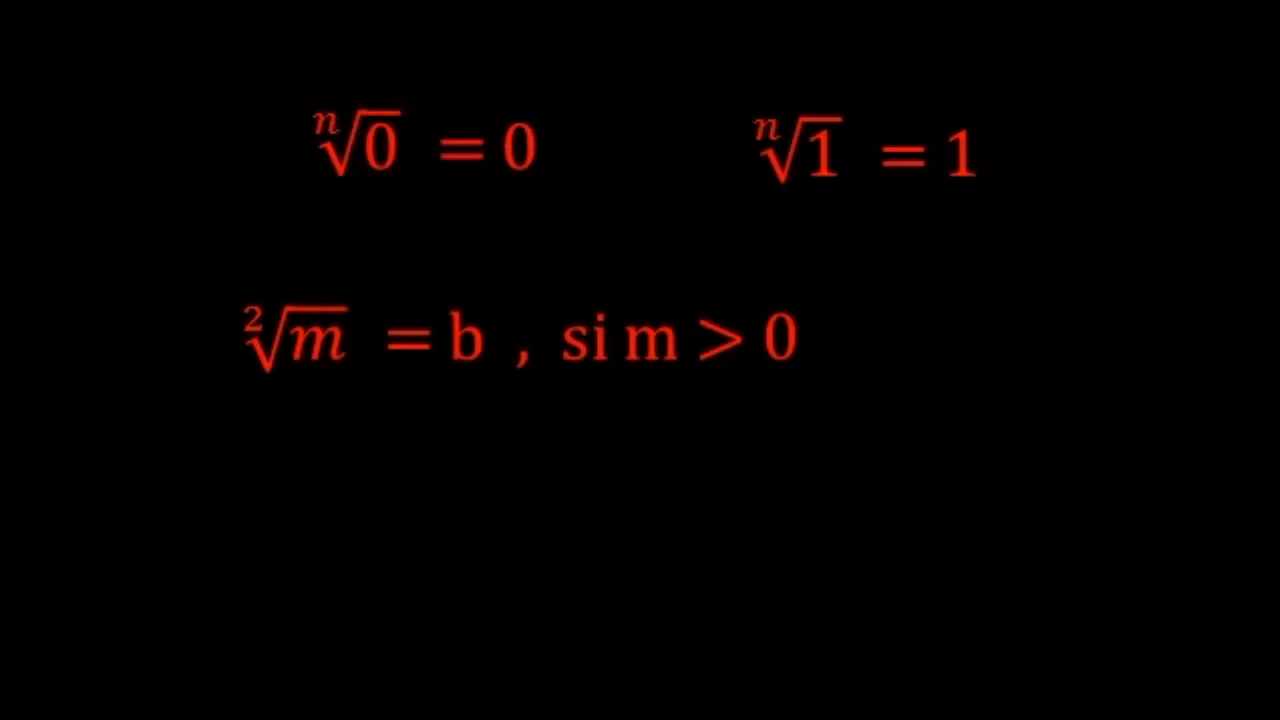 ⁿ√0 = 0    ⁿ√1 = 1
²√m = b , si m > 0